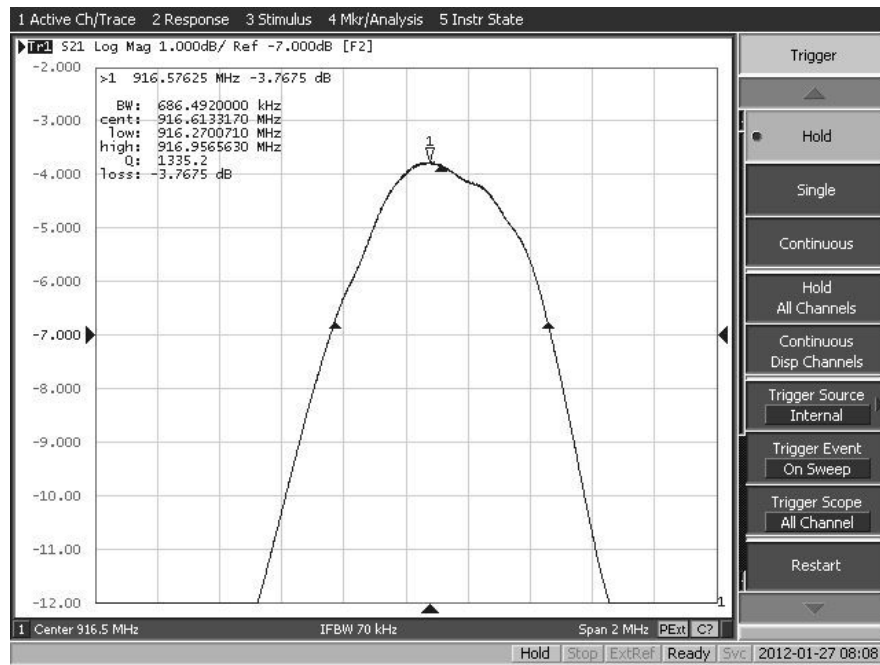 1 Active Ch/Trace 2 Response 3 Stimulus 4 Mkr/Analysis 5 Instr State
Tr1 S21 Log Mag 1.000dB/ Ref -7.000dB [F2]
-2.000
-3.000
-4.000
-5.000
-6.000
-7.000
-8.000
-9.000
-10.00
-11.00
-12.00
>1 916.57625 MHz -3.7675 dB
BW: 686.4920000 kHz
cent: 916.6133170 MHz
low: 916.2700710 MHz
high: 916.9565630 MHz
Q: 1335.2
loss: -3.7675 dB
1
1
1 Center 916.5 MHz IFBW 70 kHz Span 2 MHz PExt C?
Trigger
Hold
Single
Continuous
Hold
All Channels
Continuous
Disp Channels
Trigger Source
Internal
Trigger Event
On Sweep
Trigger Scope
All Channel
Restart
Hold Stop ExtRef Ready Svc 2012-01-27 08:08